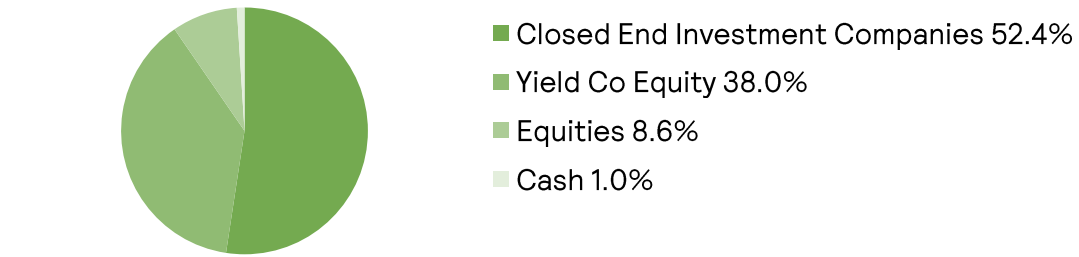 Closed End Investment Companies 52.4%
Yield Co Equity 38.0%
Equities 8.6%
Cash 1.0%